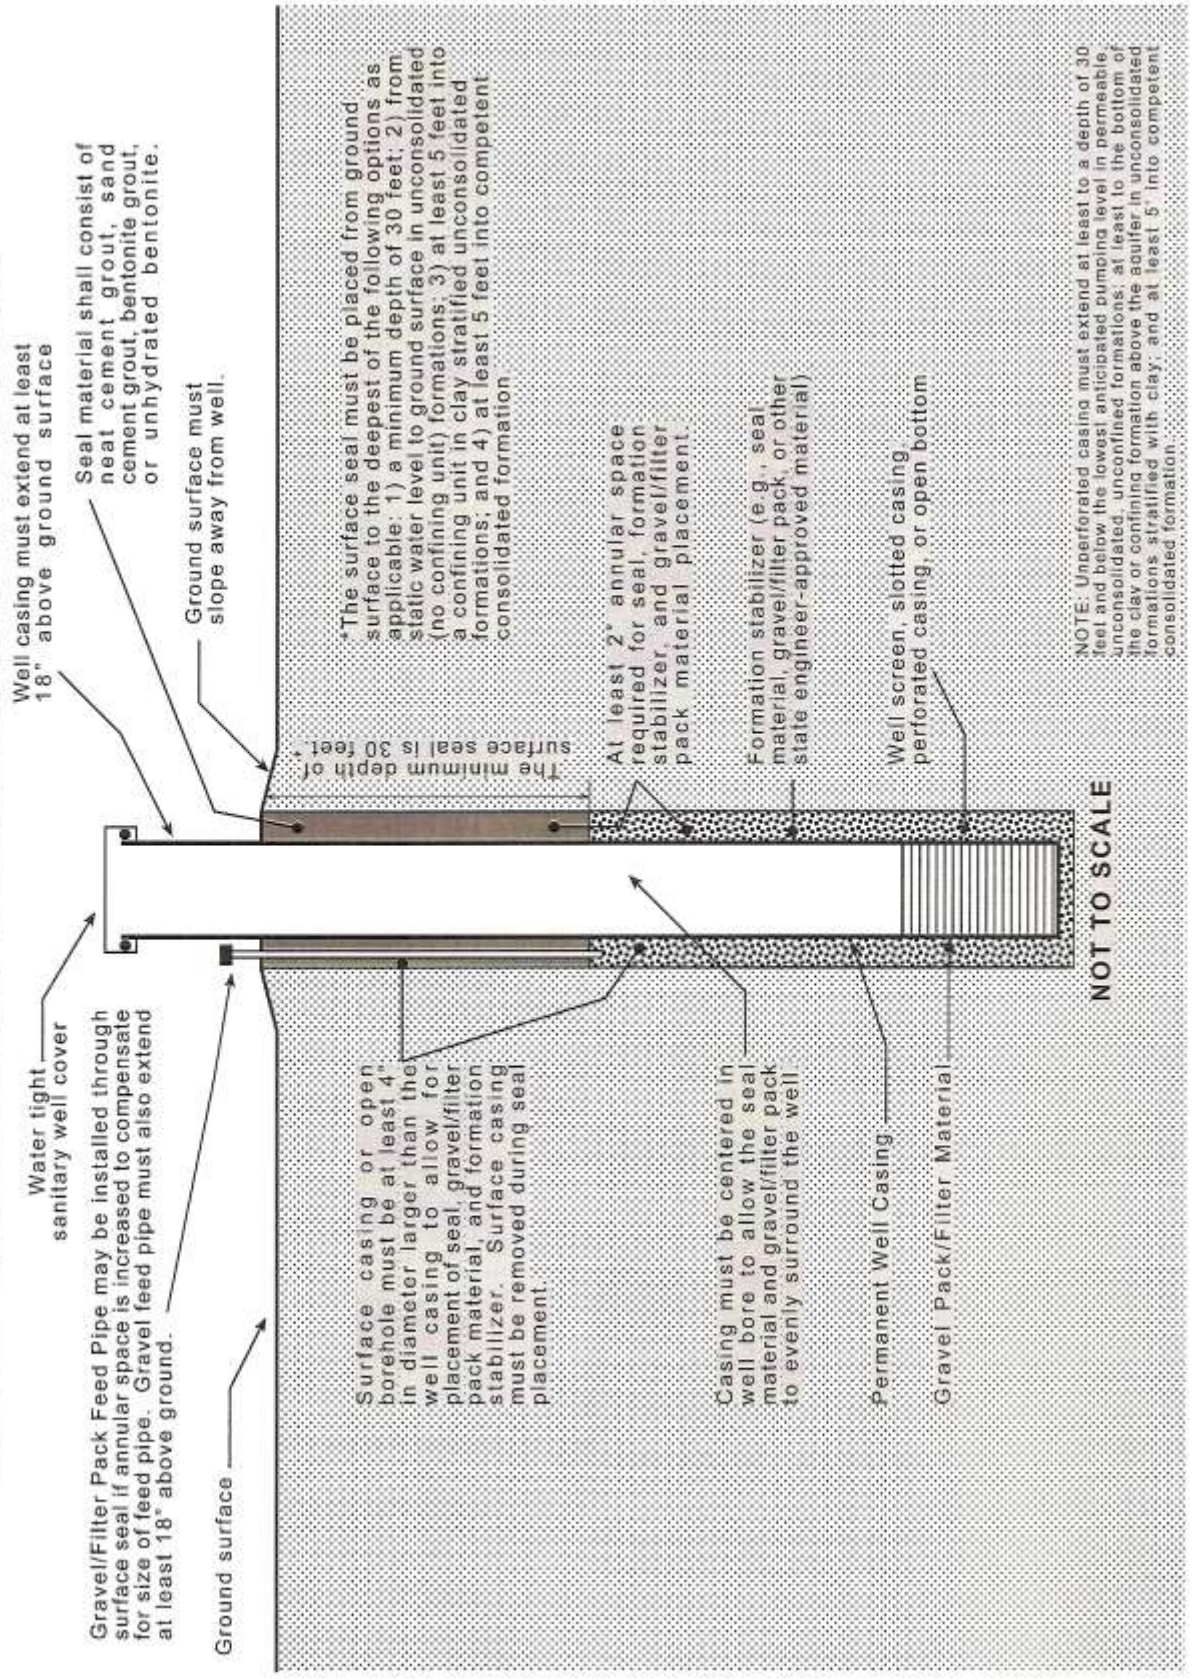 Water tight
sanitary well cover
Gravel/Filter Pack Feed Pipe may be installed through
surface seal if annular space is increased to compensate
for size of feed pipe. Gravel feed pipe must also extend
at least 18" above ground.
Ground surface
Well casing must extend at least
18" above ground surface
Seal material shall consist of
neat cement grout, sand
cement grout, bentonite grout,
or unhydrated bentonite.
Ground surface must
slope away from well.
The minimum depth of
surface seal is 30 feet.*
*The surface seal must be placed from ground
surface to the deepest of the following options as
applicable: 1) a minimum depth of 30 feet; 2) from
static water level to ground surface in unconsolidated
(no confining unit) formations; 3) at least 5 feet into
a confining unit in clay stratified unconsolidated
formations; and 4) at least 5 feet into competent
consolidated formation.
Surface casing or open
borehole must be at least 4"
in diameter larger than the
well casing to allow for
placement of seal, gravel/filter
pack material, and formation
stabilizer. Surface casing
must be removed during seal
placement.
At least 2" annular space
required for seal, formation
stabilizer, and gravel/filter
pack material placement.
Casing must be centered in
well bore to allow the seal
material and gravel/filter pack
to evenly surround the well.
Formation stabilizer (e.g., seal
material, gravel/filter pack, or other
state engineer-approved material)
Permanent Well Casing
Gravel Pack/Filter Material
Well screen, slotted casing,
perforated casing, or open bottom
NOT TO SCALE
NOTE: Unperforated casing must extend at least to a depth of 30
feet and below the lowest anticipated pumping level in permeable,
unconsolidated, unconfined formations; at least to the bottom of
the clay or confining formation above the aquifer in unconsolidated
formations stratified with clay; and at least 5' into competent
consolidated formation.